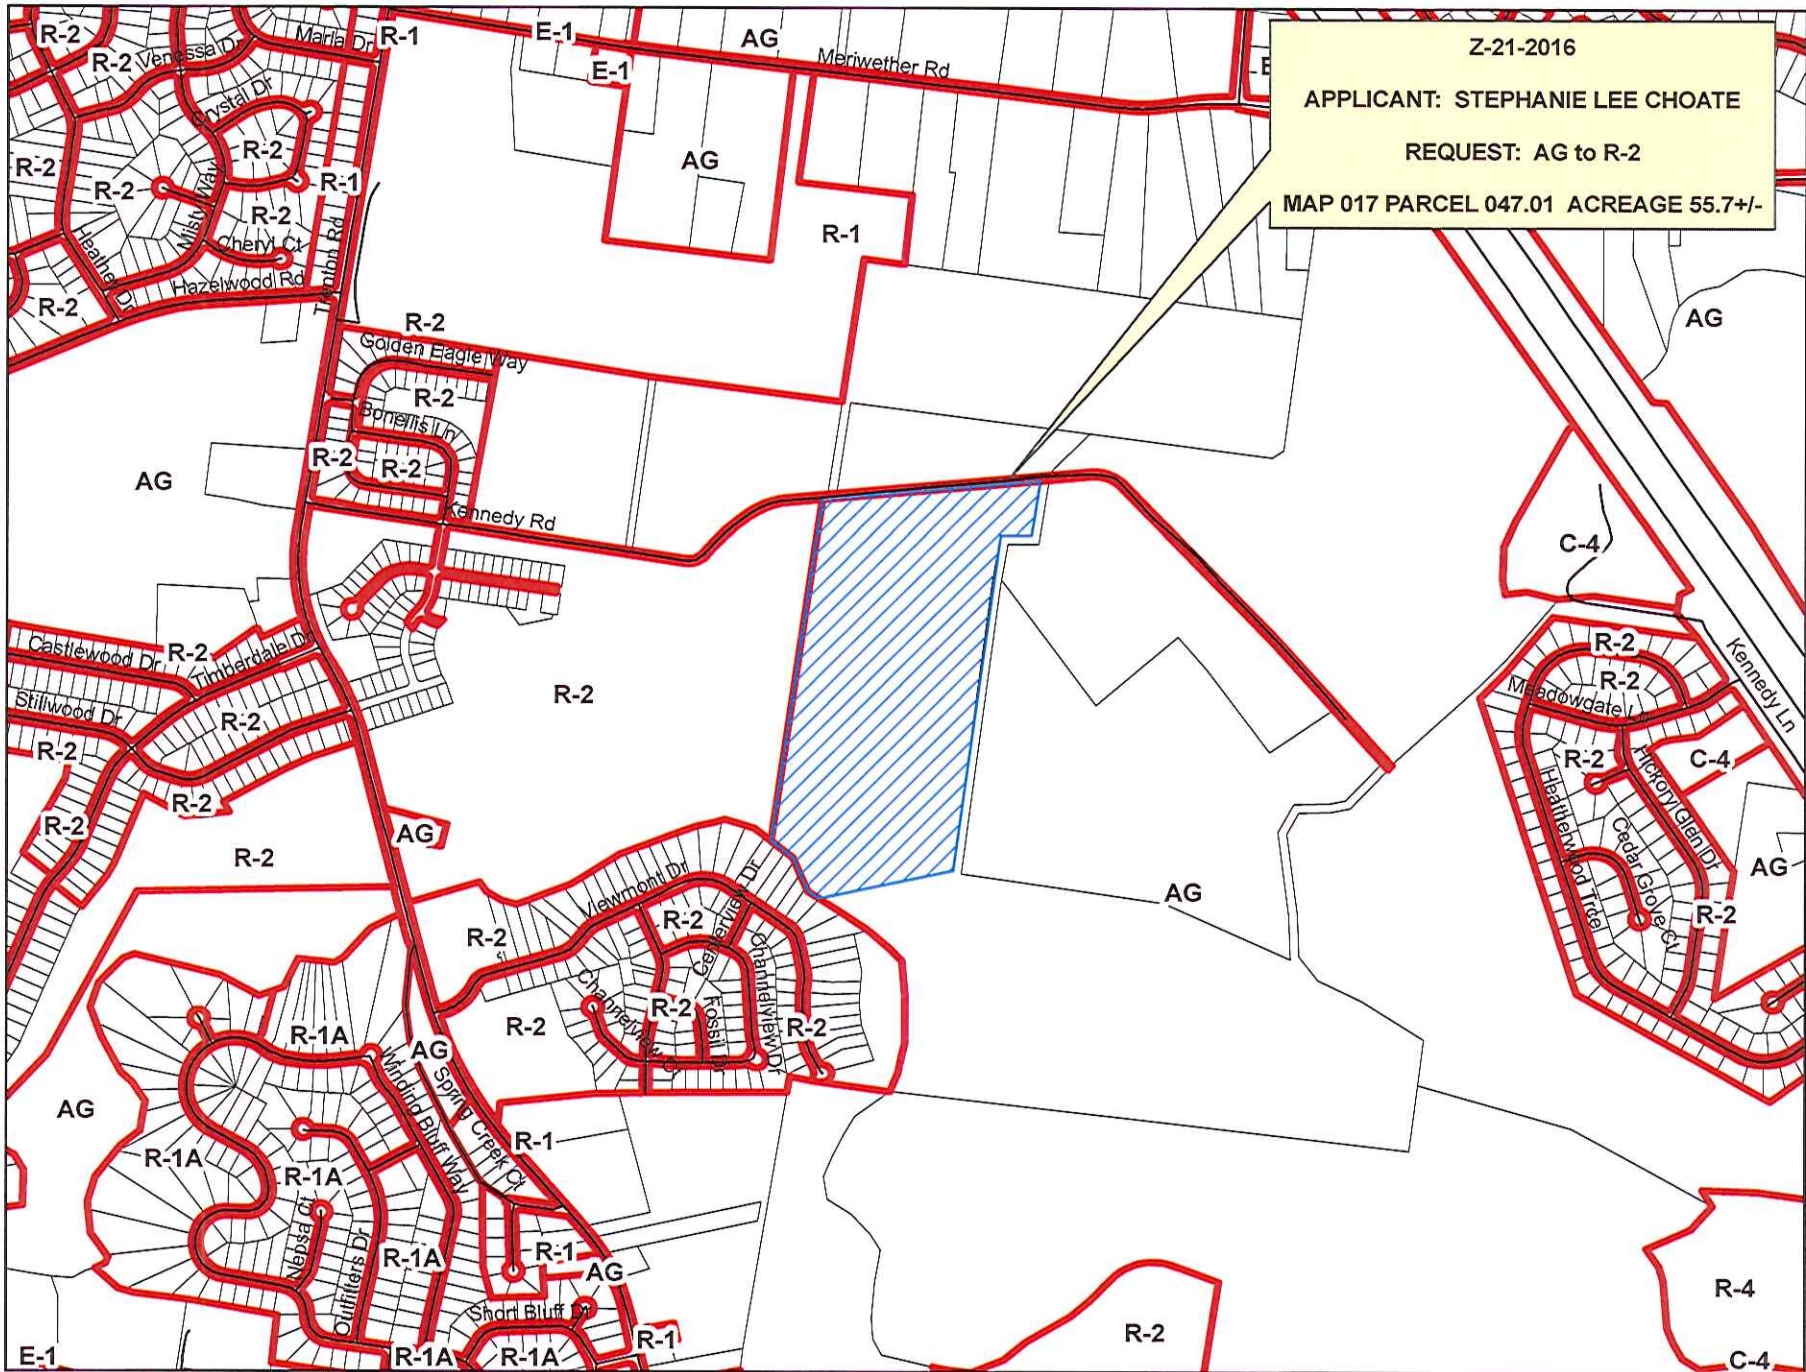 Z-21-2016
APPLICANT: STEPHANIE LEE CHOATE
REQUEST: AG to R-2
MAP 017 PARCEL 047.01 ACREAGE 55.7+/-
R-2
Maria Dr
R-1
E-1
AG
E-1
Meriwether Rd
R-2
Venessa Dr
Crystal Dr
R-2
R-2
R-2
Misty Way
R-1
R-2
AG
R-1
Cheryl Ct
Heather Dr
Hazelwood Rd
Trenton Rd
R-2
R-2
AG
Golden Eagle Way
R-2
Bonellis Ln
R-2
R-2
AG
Kennedy Rd
C-4
Castlewood Dr
R-2
Timberdale Dr
R-2
R-2
Meadowgate Ln
Kennedy Ln
Stillwood Dr
R-2
R-2
R-2
R-2
C-4
R-2
Hickory Glen Dr
Heathenwood Trce
Cedar Grove Ct
R-2
R-2
AG
R-2
AG
AG
R-2
Viewmont Dr
R-2
Centerview Dr
R-2
Channelview Dr
Channelview Ct
R-2
Fossil Dr
R-2
R-2
R-1A
AG
Winding Bluff Way
Spring Creek Ct
AG
R-1
R-1A
R-1A
Nepsa Ct
Outfitters Dr
R-1A
R-1
AG
Short Bluff Dr
R-1
R-1A
R-1A
E-1
R-2
R-4
C-4